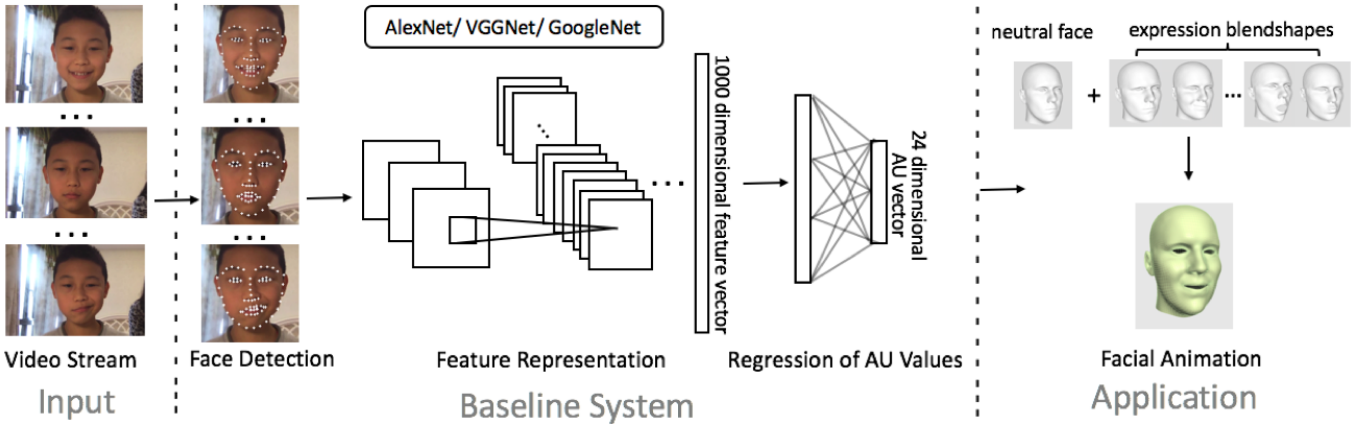 AlexNet/ VGGNet/ GoogleNet
neutral face
expression blendshapes
+
...
...
...
...
...
...
1000 dimensional feature vector
24 dimensional
AU vector
Video Stream
Face Detection
Feature Representation
Regression of AU Values
Facial Animation
Input
Baseline System
Application